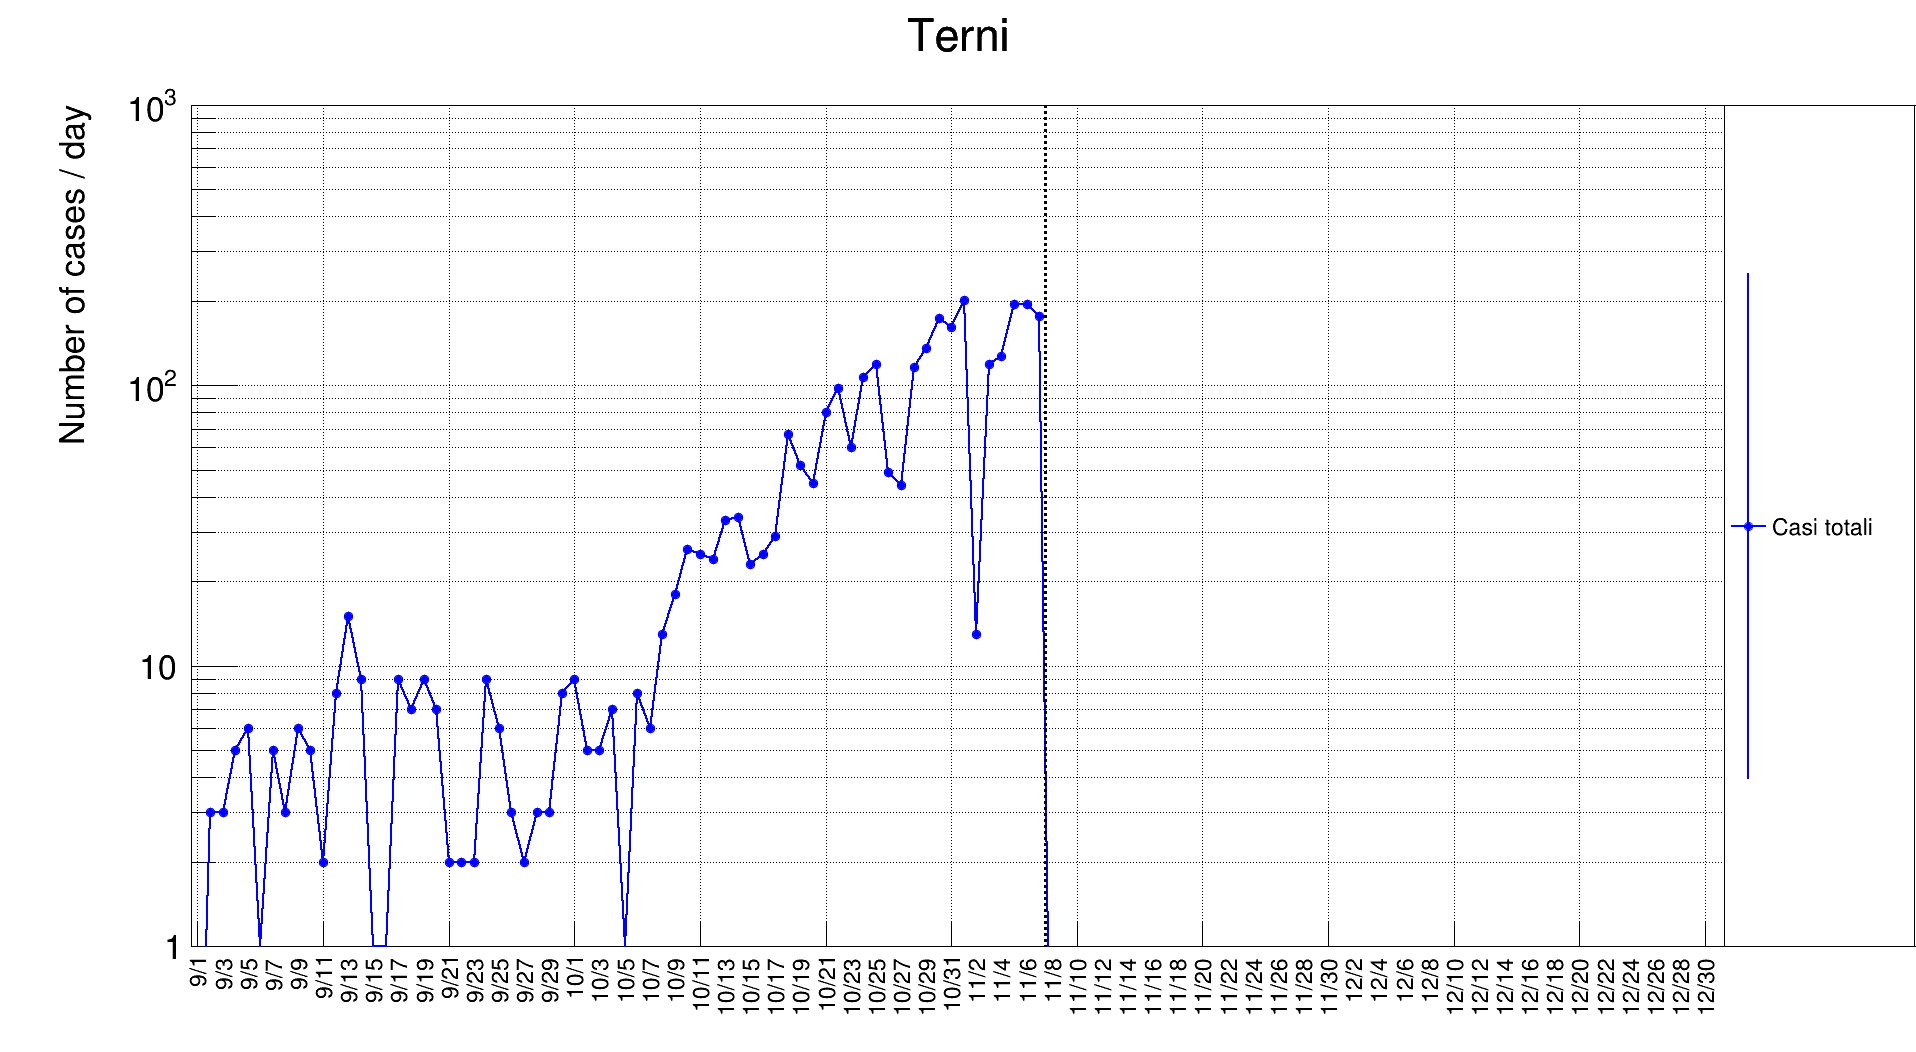 Terni
Number of cases / day
10³
10²
10
1
9/1 9/3 9/5 9/7 9/9 9/11 9/13 9/15 9/17 9/19 9/21 9/23 9/25 9/27 9/29 10/1 10/3 10/5 10/7 10/9 10/11 10/13 10/15 10/17 10/19 10/21 10/23 10/25 10/27 10/29 10/31 11/2 11/4 11/6 11/8 11/10 11/12 11/14 11/16 11/18 11/20 11/22 11/24 11/26 11/28 11/30 12/2 12/4 12/6 12/8 12/10 12/12 12/14 12/16 12/18 12/20 12/22 12/24 12/26 12/28 12/30
Casi totali